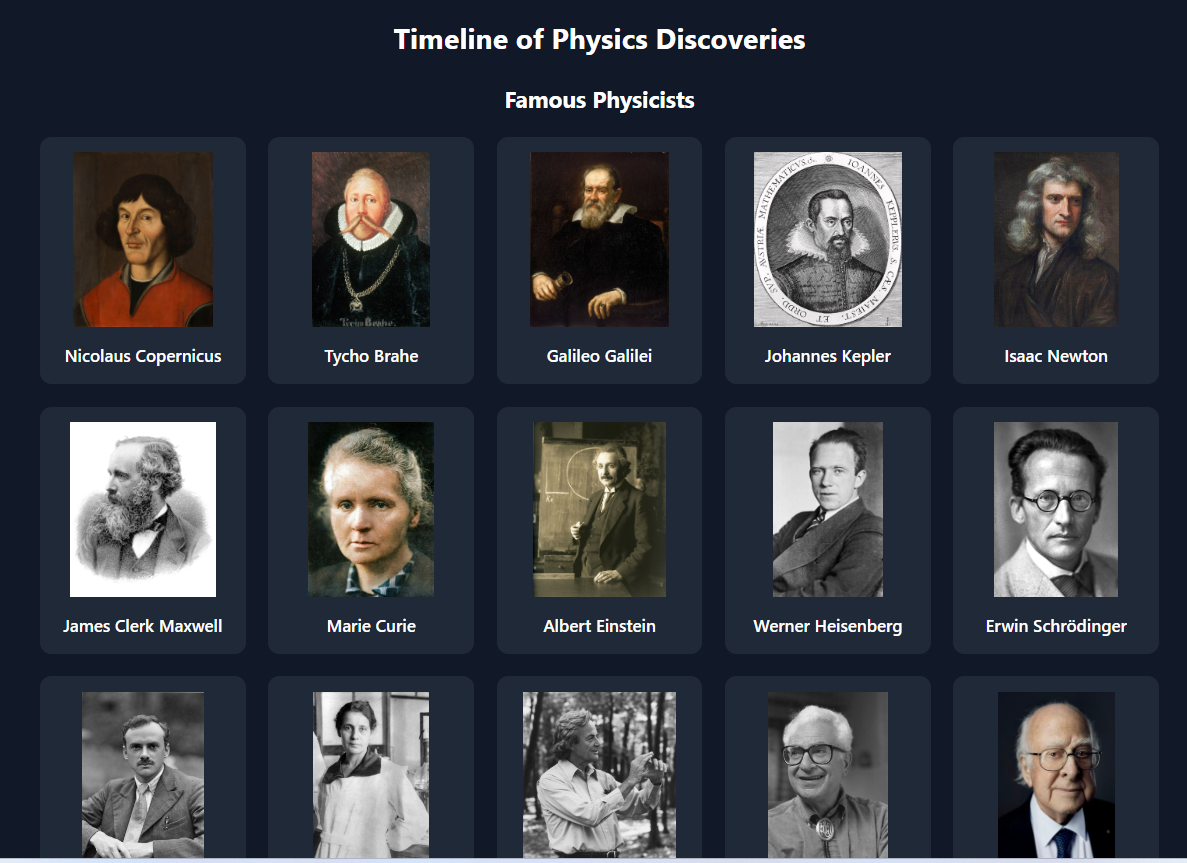 Timeline of Physics Discoveries
Famous Physicists
Nicolaus Copernicus
Tycho Brahe
Galileo Galilei
Johannes Kepler
Isaac Newton
James Clerk Maxwell
Marie Curie
Albert Einstein
Werner Heisenberg
Erwin Schrödinger